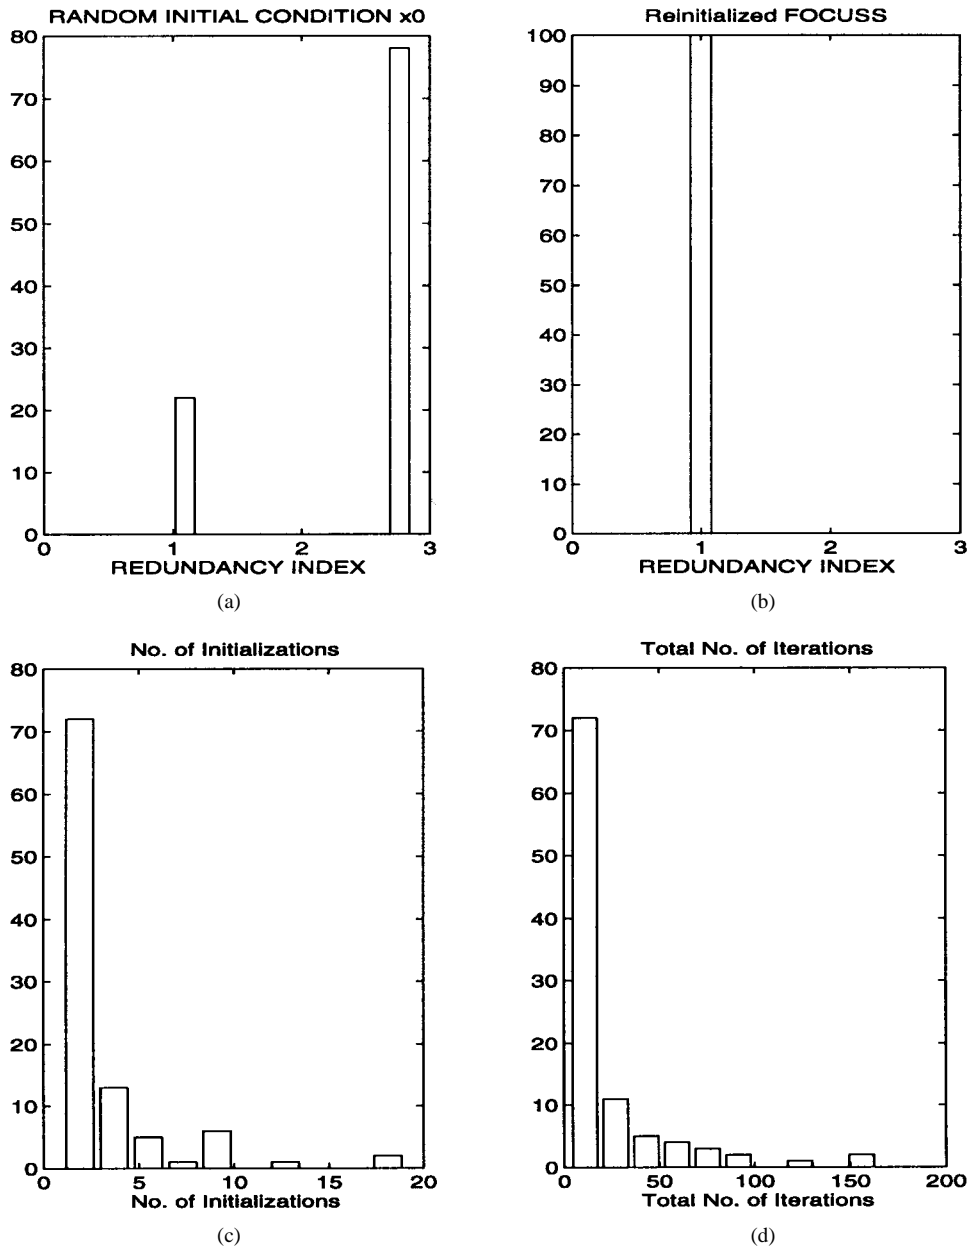 RANDOM INITIAL CONDITION x0
80
70
60
50
40
30
20
10
0
0 1 2 3
REDUNDANCY INDEX
(a)
Reinitialized FOCUSS
100
90
80
70
60
50
40
30
20
10
0
0 1 2 3
REDUNDANCY INDEX
(b)
No. of Initializations
80
70
60
50
40
30
20
10
0
0 5 10 15 20
No. of Initializations
(c)
Total No. of Iterations
80
70
60
50
40
30
20
10
0
0 50 100 150 200
Total No. of Iterations
(d)